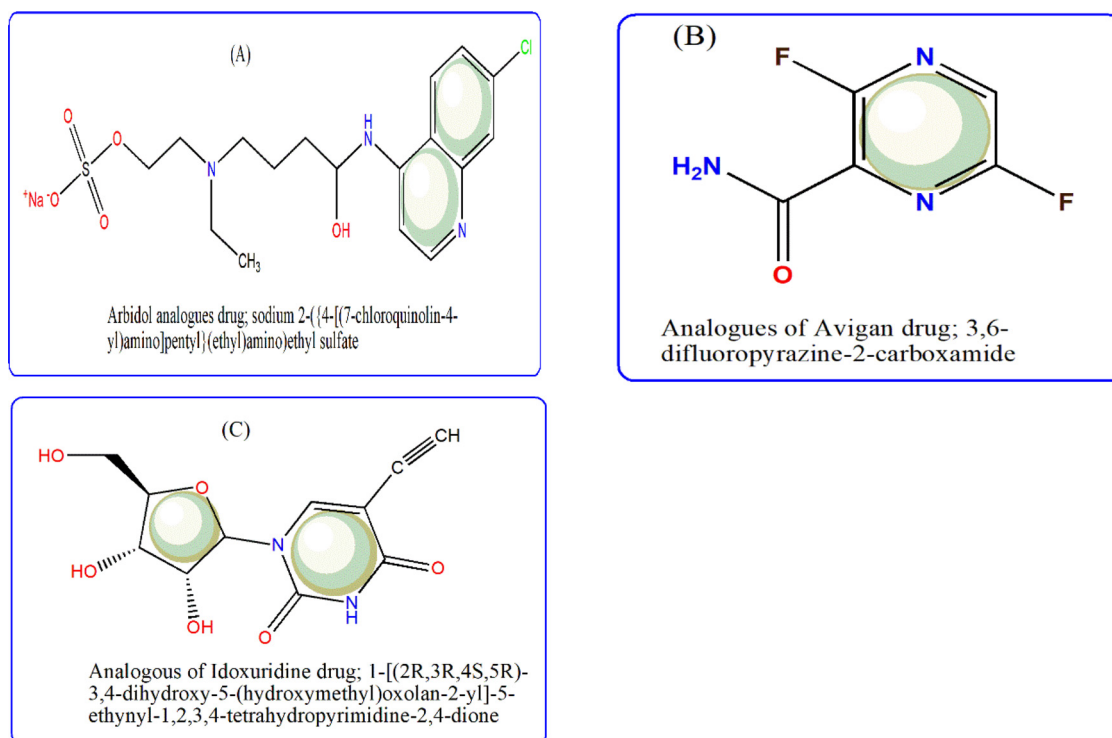 (A)
Cl
O
O
S
⁺Na⁻O
O
N
CH₃
OH
H
N
N
Arbidol analogues drug; sodium 2-({4-[(7-chloroquinolin-4-
yl)amino]pentyl}(ethyl)amino)ethyl sulfate
(B)
F
N
H₂N
N
F
O
Analogues of Avigan drug; 3,6-
difluoropyrazine-2-carboxamide
(C)
HO
O
C
CH
N
HO
OH
O
N
H
O
Analogous of Idoxuridine drug; 1-[(2R,3R,4S,5R)-
3,4-dihydroxy-5-(hydroxymethyl)oxolan-2-yl]-5-
ethynyl-1,2,3,4-tetrahydropyrimidine-2,4-dione